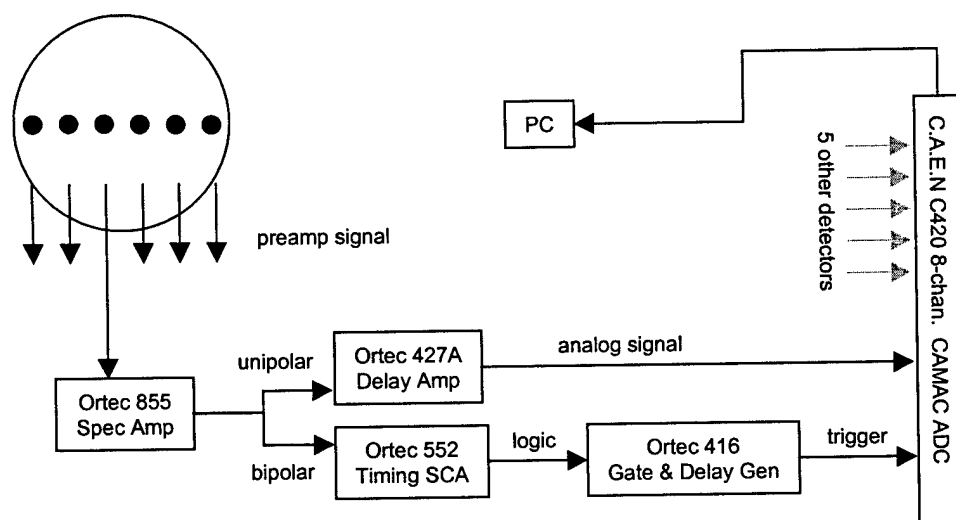 PC
5 other detectors
C.A.E.N C420 8-chan. CAMAC ADC
preamp signal
unipolar
Ortec 427A
Delay Amp
analog signal
Ortec 855
Spec Amp
bipolar
Ortec 552
Timing SCA
logic
Ortec 416
Gate & Delay Gen
trigger